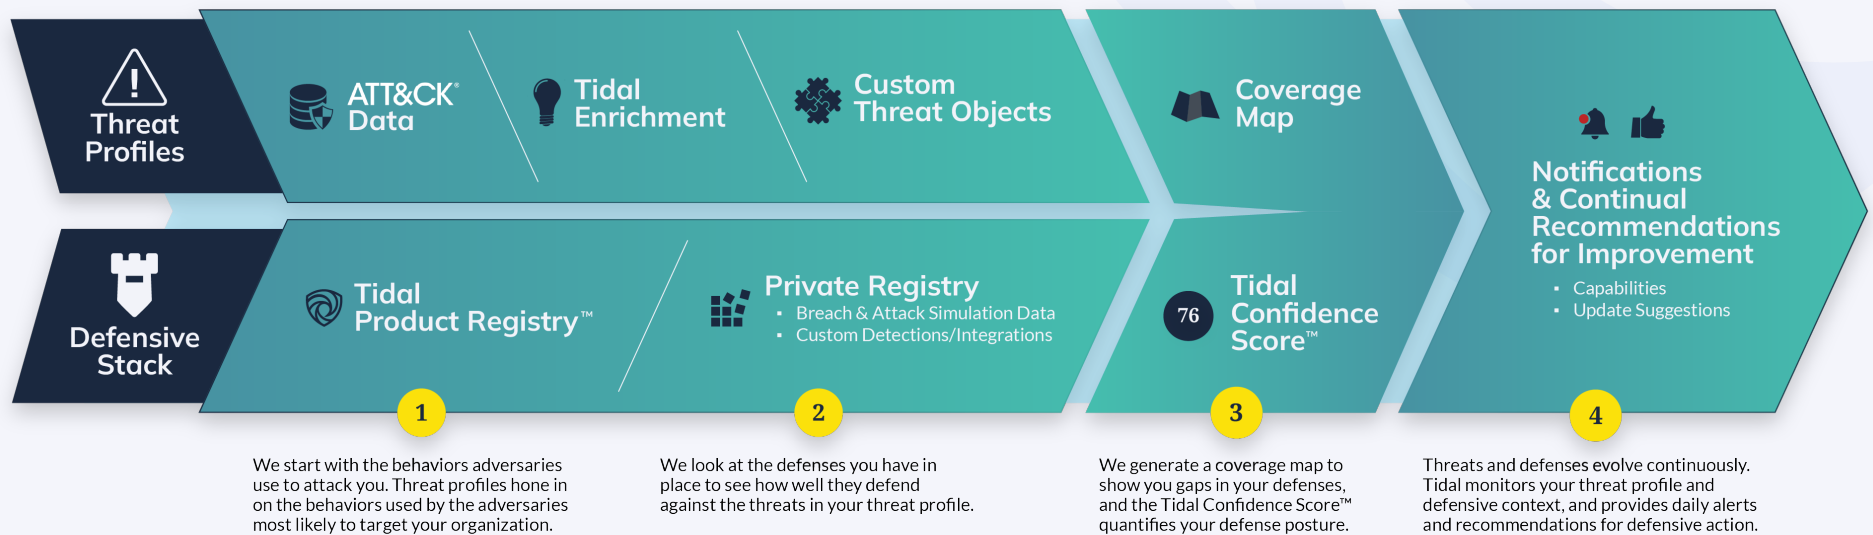 Threat
Profiles
ATT&CK®
Data
Tidal
Enrichment
Custom
Threat Objects
Coverage
Map
Notifications
& Continual
Recommendations
for Improvement
▪ Capabilities
▪ Update Suggestions
Defensive
Stack
Tidal
Product Registry™
Private Registry
▪ Breach & Attack Simulation Data
▪ Custom Detections/Integrations
76
Tidal
Confidence
Score™
1
We start with the behaviors adversaries
use to attack you. Threat profiles hone in
on the behaviors used by the adversaries
most likely to target your organization.
2
We look at the defenses you have in
place to see how well they defend
against the threats in your threat profile.
3
We generate a coverage map to
show you gaps in your defenses,
and the Tidal Confidence Score™
quantifies your defense posture.
4
Threats and defenses evolve continuously.
Tidal monitors your threat profile and
defensive context, and provides daily alerts
and recommendations for defensive action.